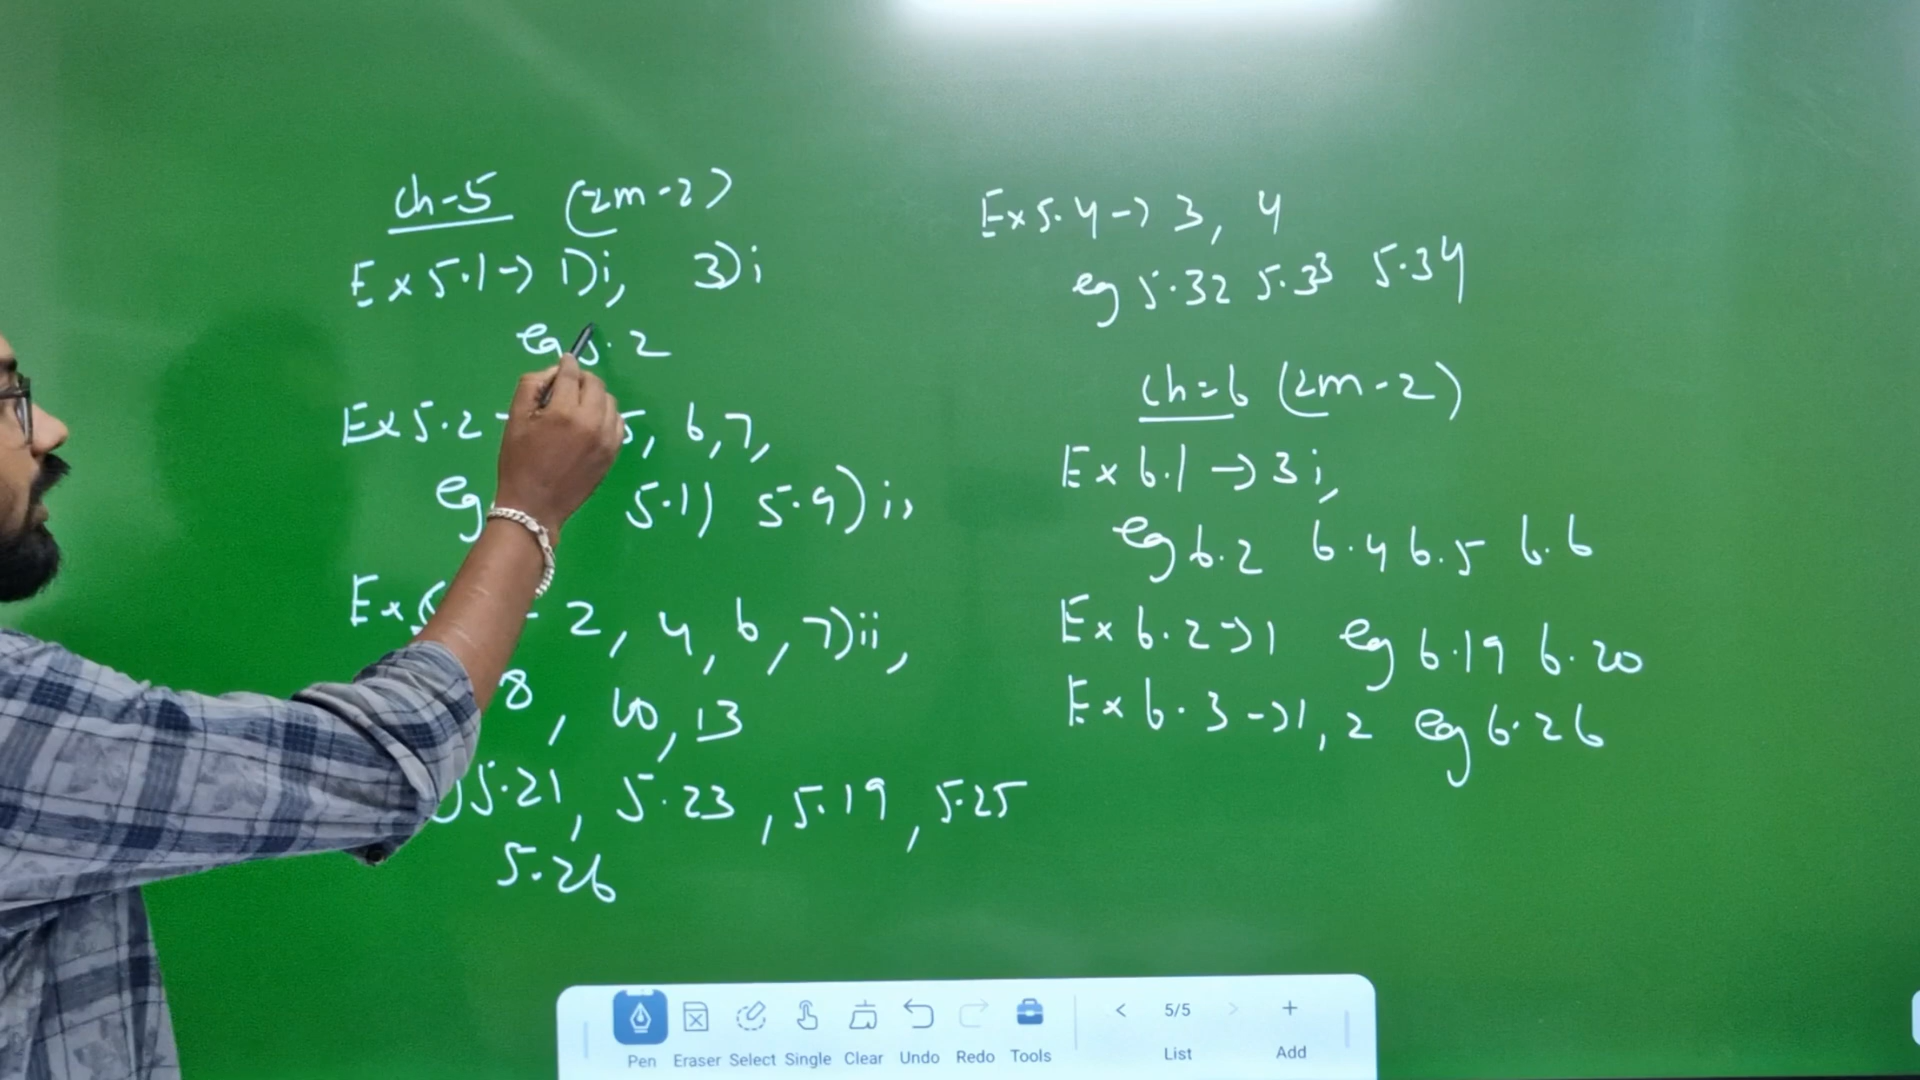 ch-5 (2m-2)
Ex 5.1 → 1)i, 3)i
eg 5.2
Ex 5.2 5, 6, 7,
eg 5.11 5.9)i,
Ex 2, 4, 6, 7)ii,
8, 10, 13
5.21, 5.23, 5.19, 5.25
5.26
Ex 5.4 → 3, 4
eg 5.32 5.33 5.34
ch-6 (2m-2)
Ex 6.1 → 3i,
eg 6.2 6.4 6.5 6.6
Ex 6.2 → 1 eg 6.19 6.20
Ex 6.3 → 1, 2 eg 6.26
< 5/5 > +
Pen Eraser Select Single Clear Undo Redo Tools List Add